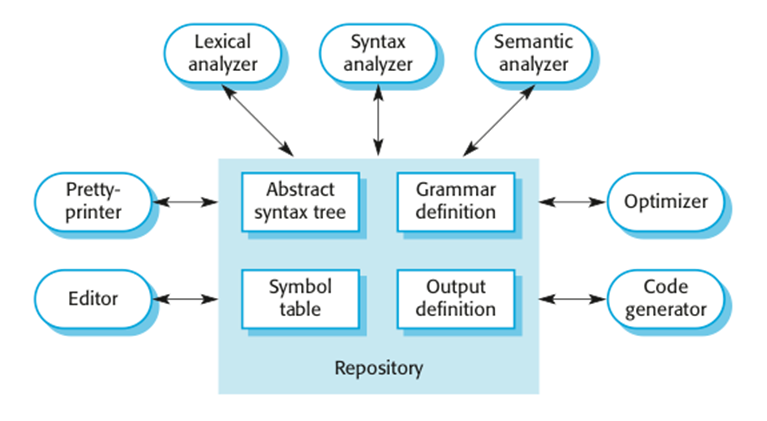 Lexical
analyzer
Syntax
analyzer
Semantic
analyzer
Pretty-
printer
Abstract
syntax tree
Grammar
definition
Optimizer
Editor
Symbol
table
Output
definition
Code
generator
Repository